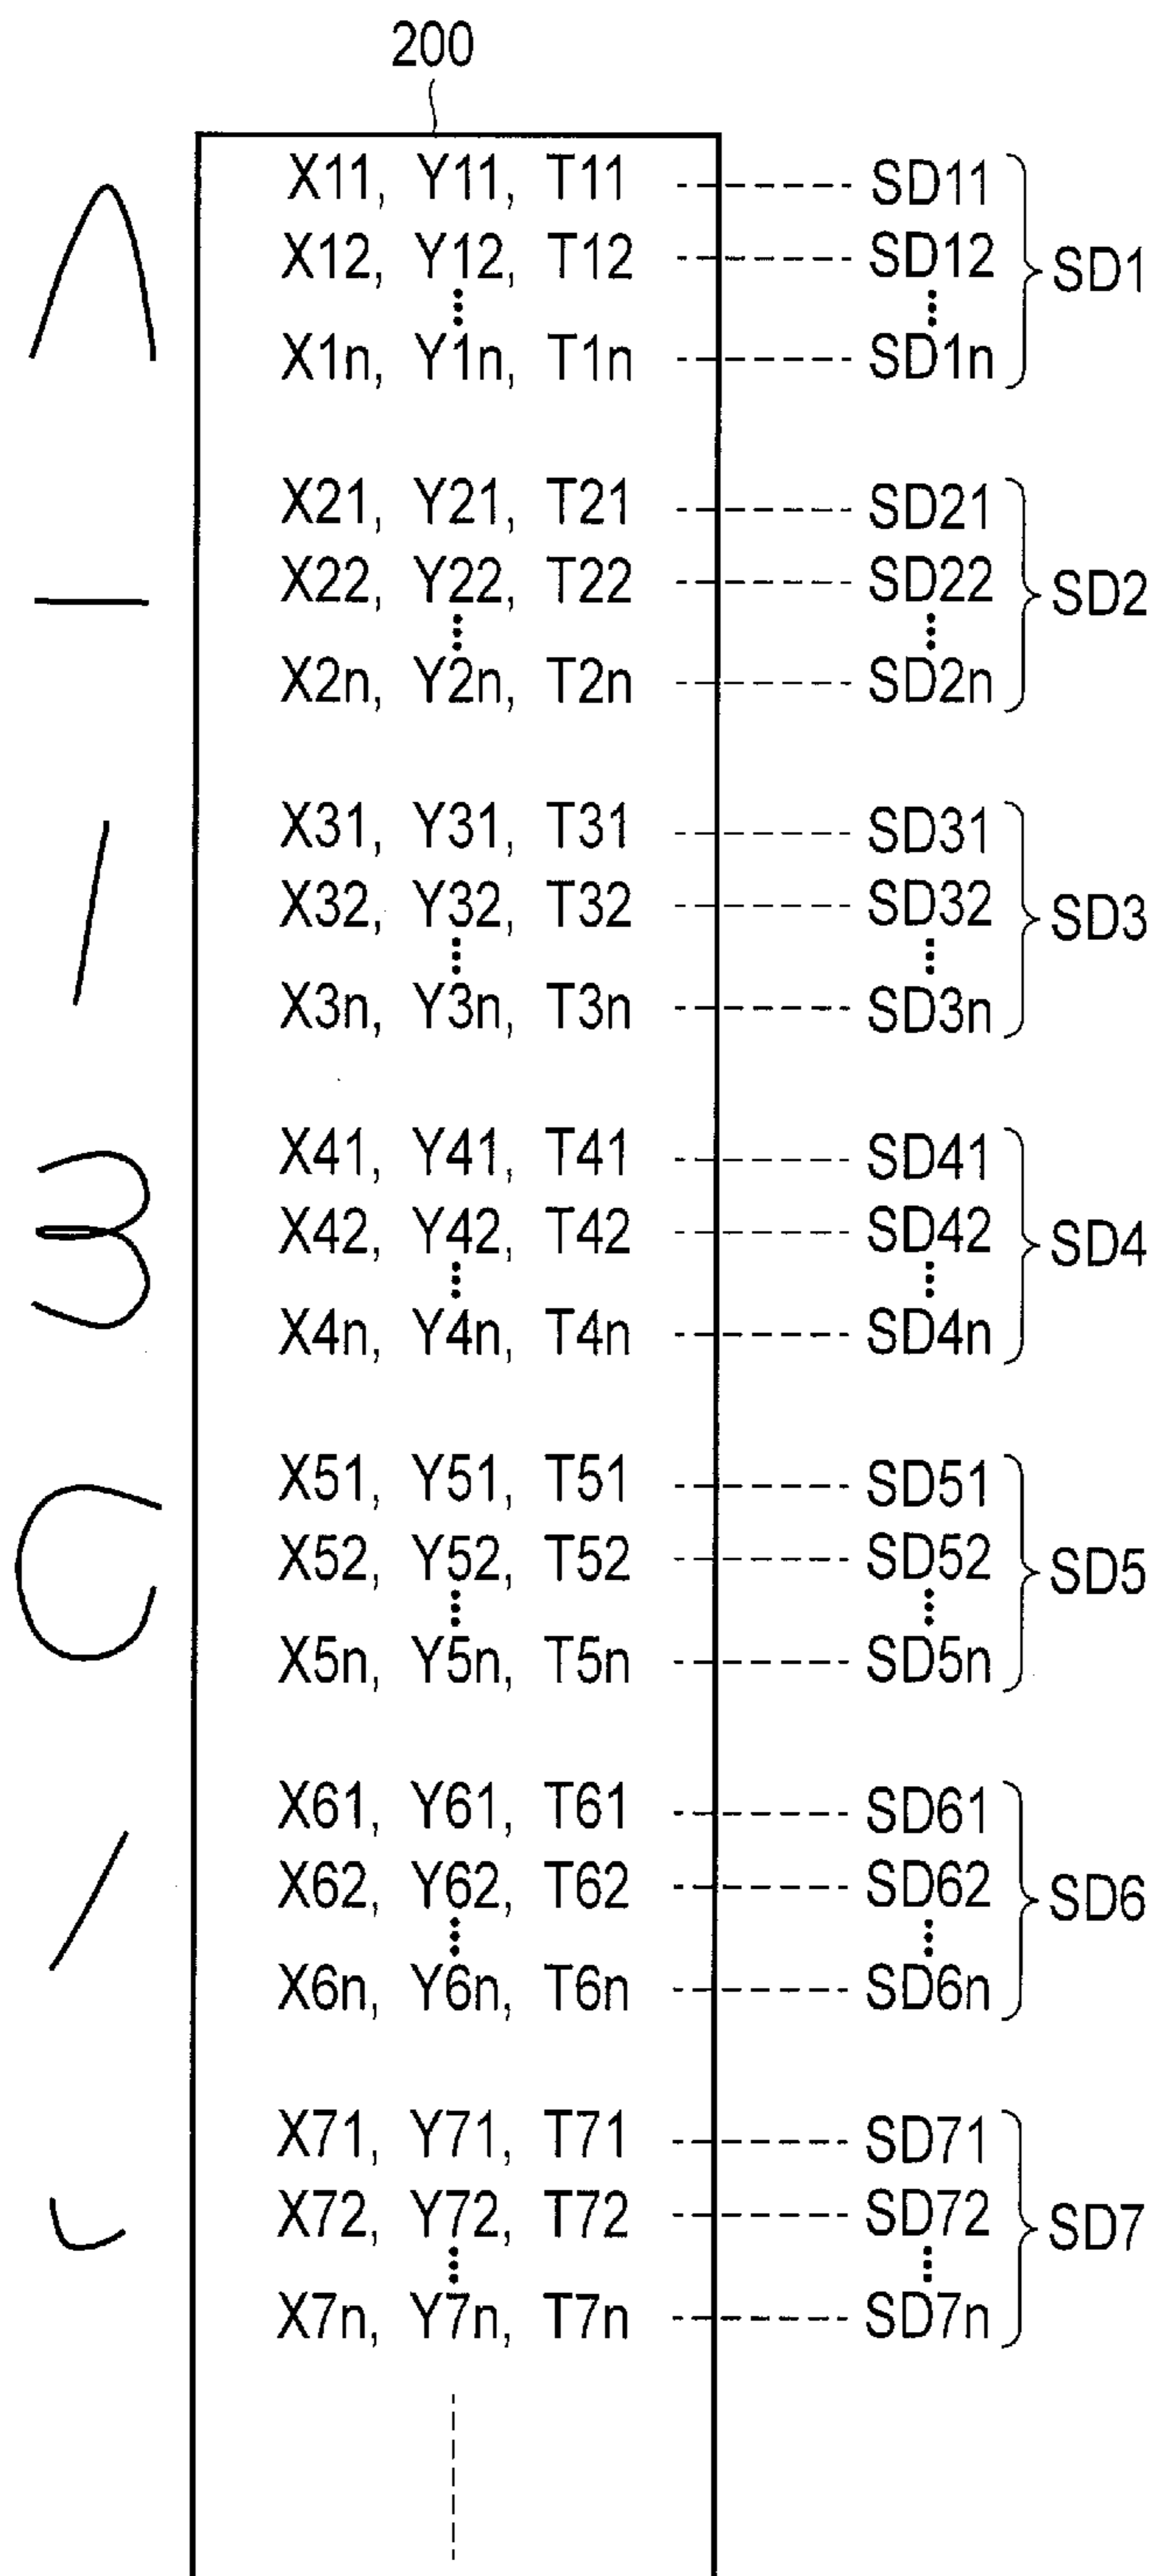 200
X11, Y11, T11 SD11
X12, Y12, T12 SD12 SD1
X1n, Y1n, T1n SD1n
X21, Y21, T21 SD21
X22, Y22, T22 SD22 SD2
X2n, Y2n, T2n SD2n
X31, Y31, T31 SD31
X32, Y32, T32 SD32 SD3
X3n, Y3n, T3n SD3n
X41, Y41, T41 SD41
X42, Y42, T42 SD42 SD4
X4n, Y4n, T4n SD4n
X51, Y51, T51 SD51
X52, Y52, T52 SD52 SD5
X5n, Y5n, T5n SD5n
X61, Y61, T61 SD61
X62, Y62, T62 SD62 SD6
X6n, Y6n, T6n SD6n
X71, Y71, T71 SD71
X72, Y72, T72 SD72 SD7
X7n, Y7n, T7n SD7n